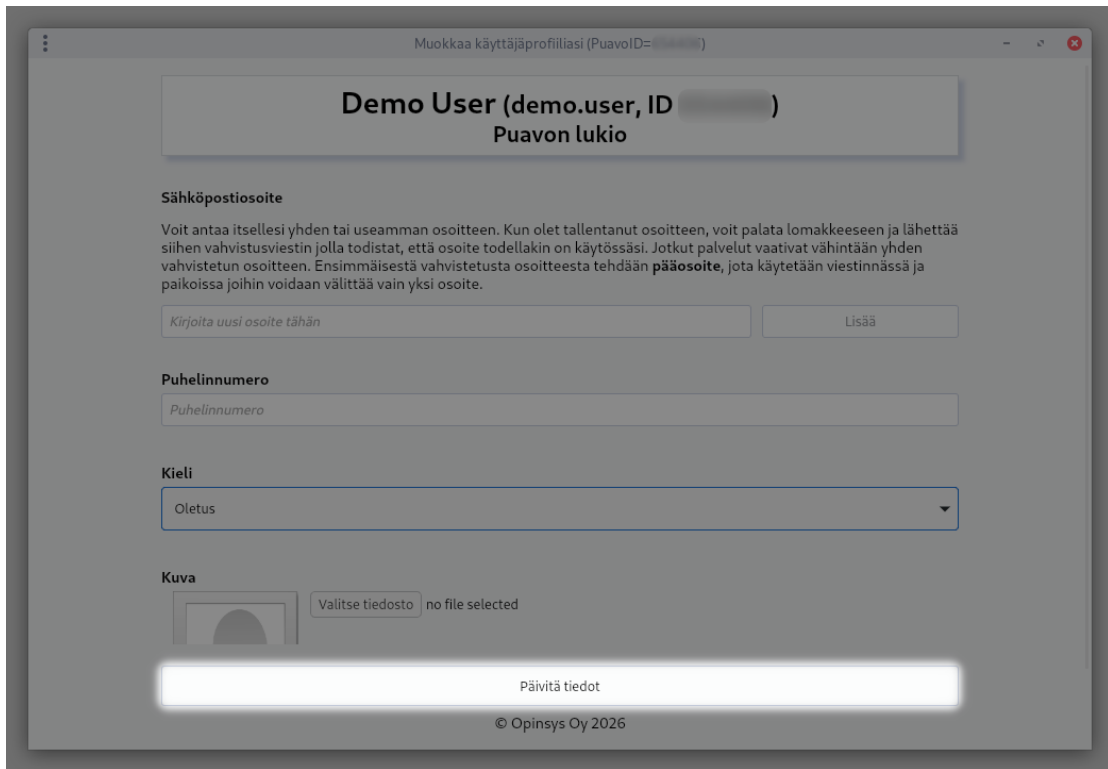 Muokkaa käyttäjäprofiiliasi (PuavoID= )
Demo User (demo.user, ID )
Puavon lukio
Sähköpostiosoite
Voit antaa itsellesi yhden tai useamman osoitteen. Kun olet tallentanut osoitteen, voit palata lomakkeeseen ja lähettää
siihen vahvistusviestin jolla todistat, että osoite todellakin on käytössäsi. Jotkut palvelut vaativat vähintään yhden
vahvistetun osoitteen. Ensimmäisestä vahvistetusta osoitteesta tehdään pääosoite, jota käytetään viestinnässä ja
paikoissa joihin voidaan välittää vain yksi osoite.
Kirjoita uusi osoite tähän Lisää
Puhelinnumero
Puhelinnumero
Kieli
Oletus
Kuva
Valitse tiedosto no file selected
Päivitä tiedot
© Opinsys Oy 2026